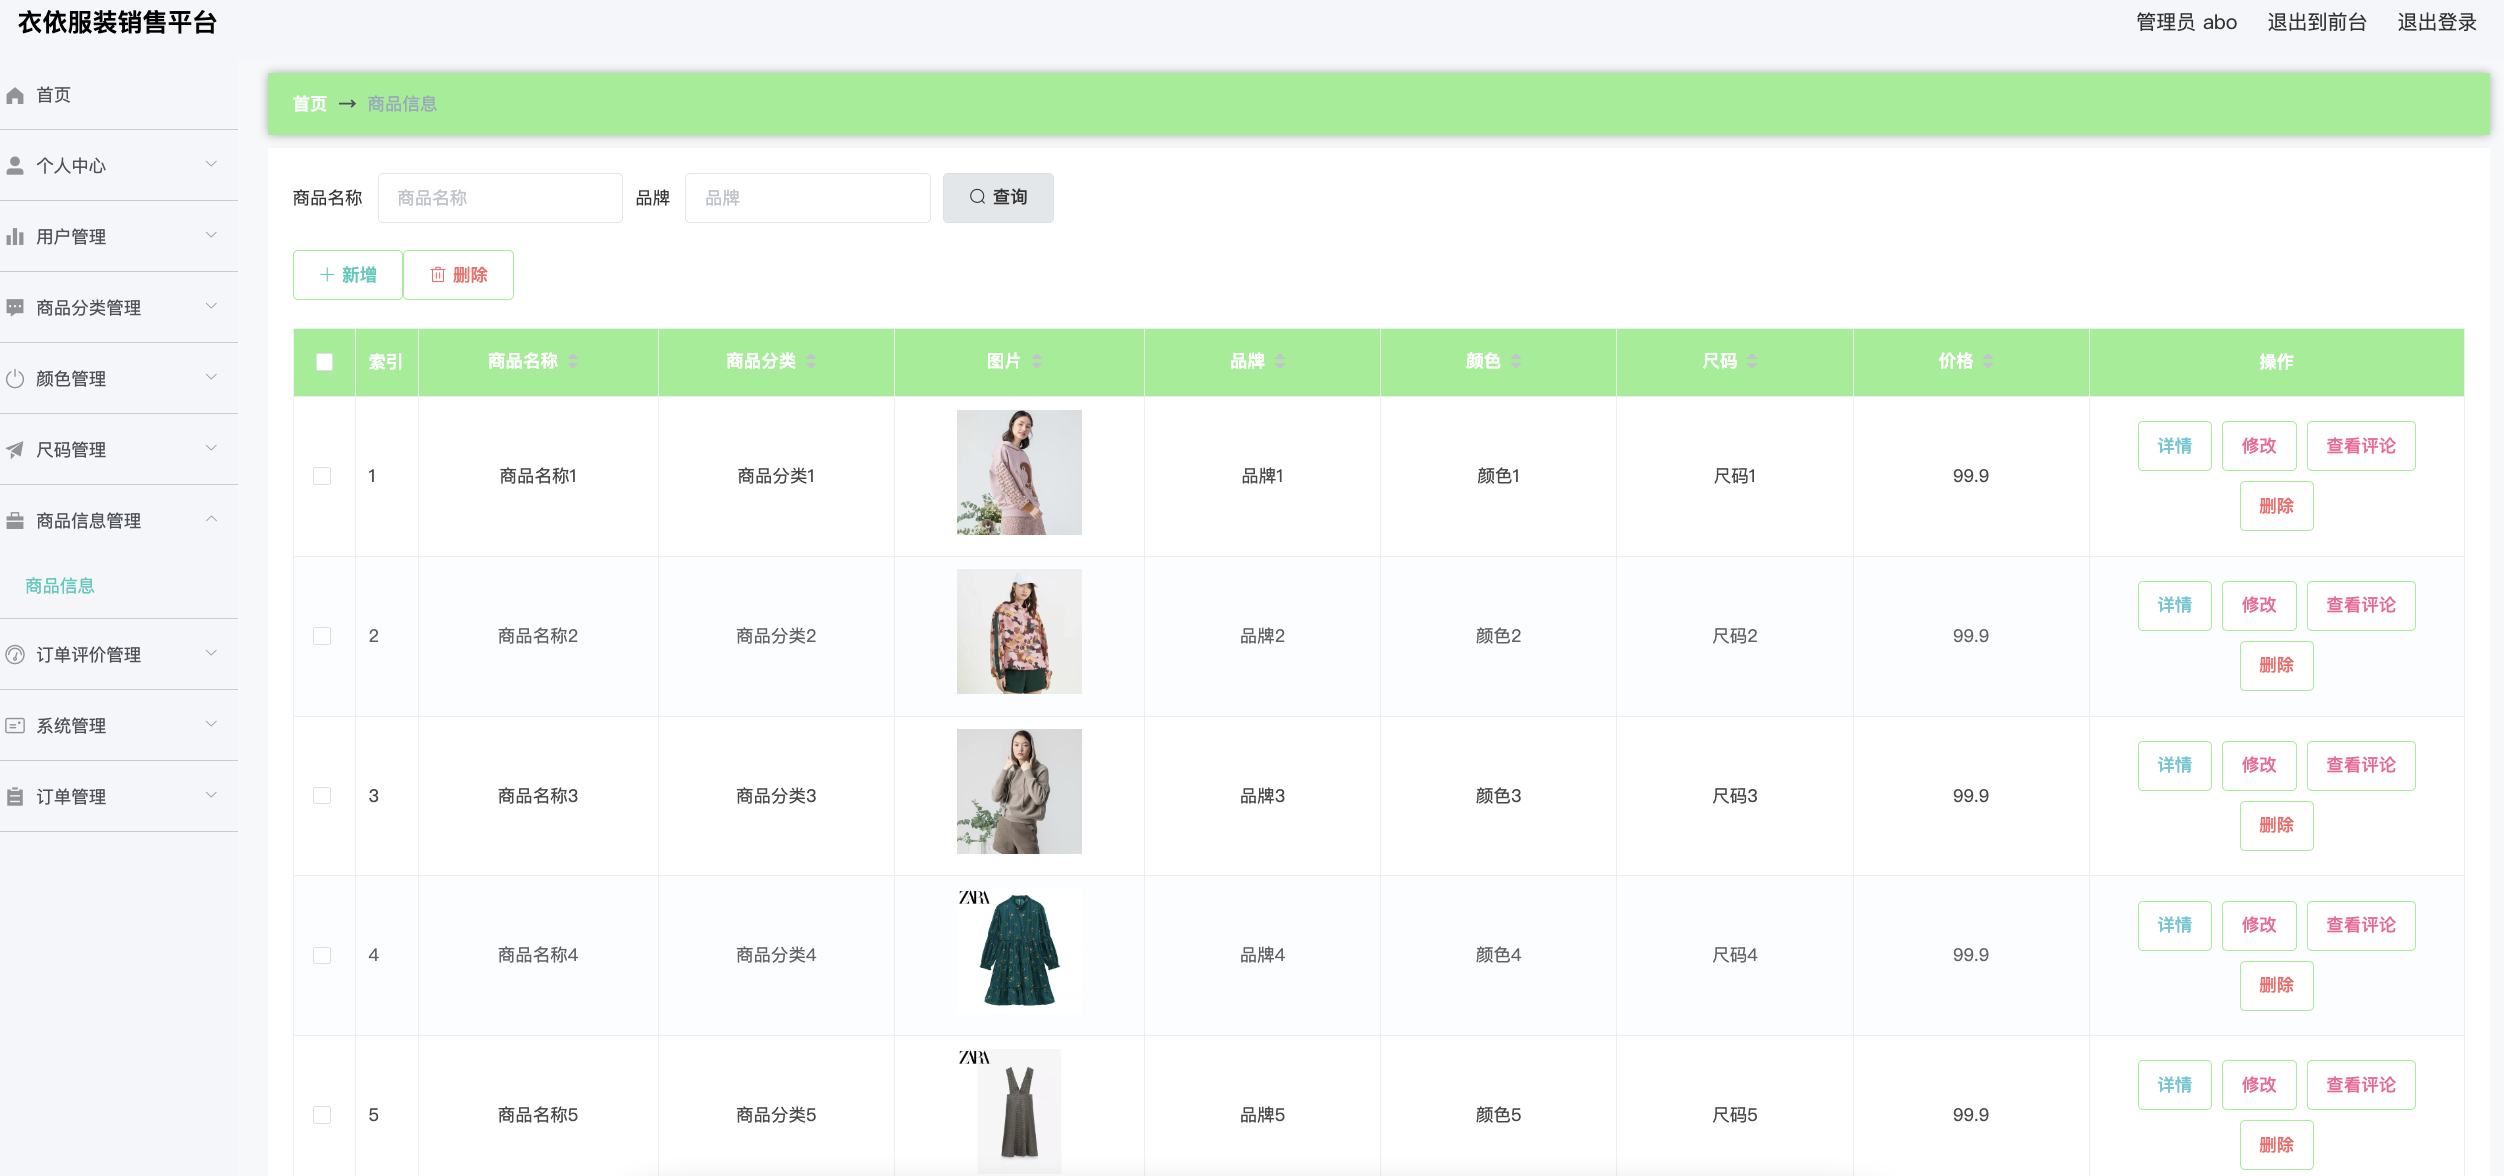 衣依服装销售平台
管理员 abo 退出到前台 退出登录
首页
个人中心
用户管理
商品分类管理
颜色管理
尺码管理
商品信息管理
商品信息
订单评价管理
系统管理
订单管理
首页 → 商品信息
商品名称 商品名称 品牌 品牌 查询
新增 删除
索引 商品名称 商品分类 图片 品牌 颜色 尺码 价格 操作
1 商品名称1 商品分类1 品牌1 颜色1 尺码1 99.9 详情 修改 查看评论
删除
2 商品名称2 商品分类2 品牌2 颜色2 尺码2 99.9 详情 修改 查看评论
删除
3 商品名称3 商品分类3 品牌3 颜色3 尺码3 99.9 详情 修改 查看评论
删除
ZARA
4 商品名称4 商品分类4 品牌4 颜色4 尺码4 99.9 详情 修改 查看评论
删除
ZARA
5 商品名称5 商品分类5 品牌5 颜色5 尺码5 99.9 详情 修改 查看评论
删除